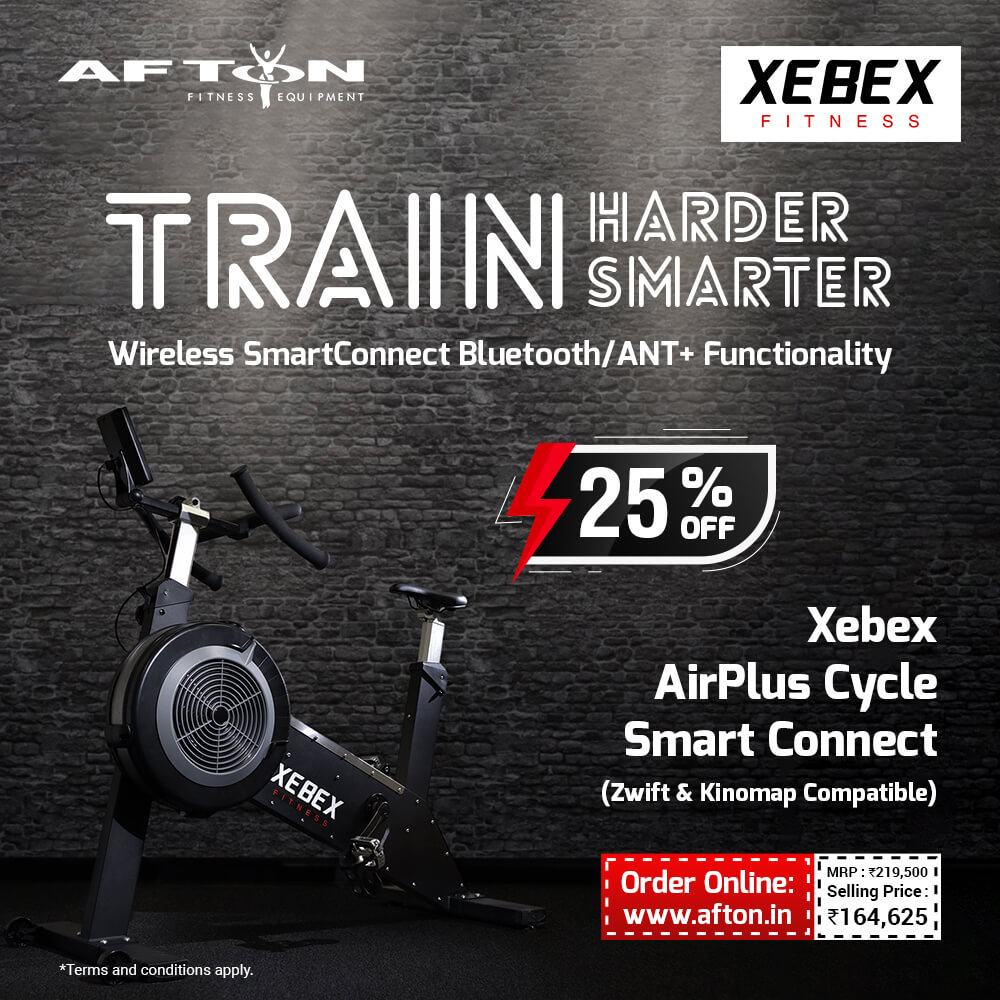 AFTON
FITNESS EQUIPMENT
XEBEX
FITNESS
TRAIN HARDER
SMARTER
Wireless SmartConnect Bluetooth/ANT+ Functionality
25% OFF
Xebex
AirPlus Cycle
Smart Connect
(Zwift & Kinomap Compatible)
XEBEX
FITNESS
Order Online:
www.afton.in
MRP : ₹219,500
Selling Price :
₹164,625
*Terms and conditions apply.